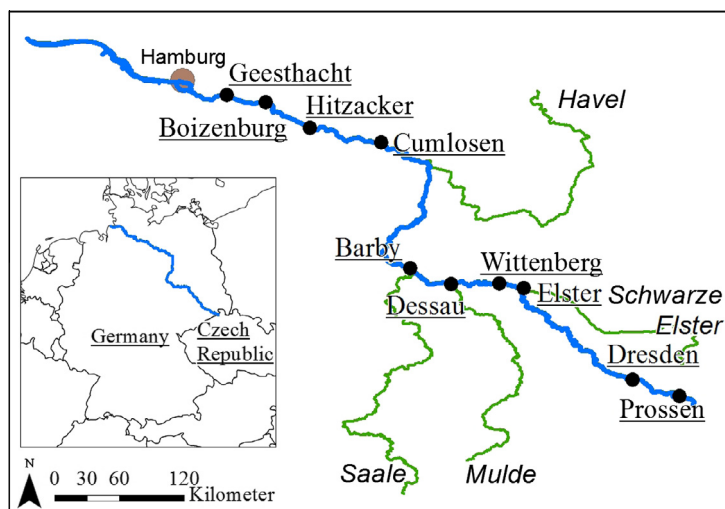 Hamburg
Geesthacht
Hitzacker
Havel
Boizenburg
Cumlosen
Barby
Wittenberg
Dessau
Elster
Schwarze
Elster
Germany
Czech
Republic
Dresden
Prossen
Saale
Mulde
N
0 30 60 120
Kilometer